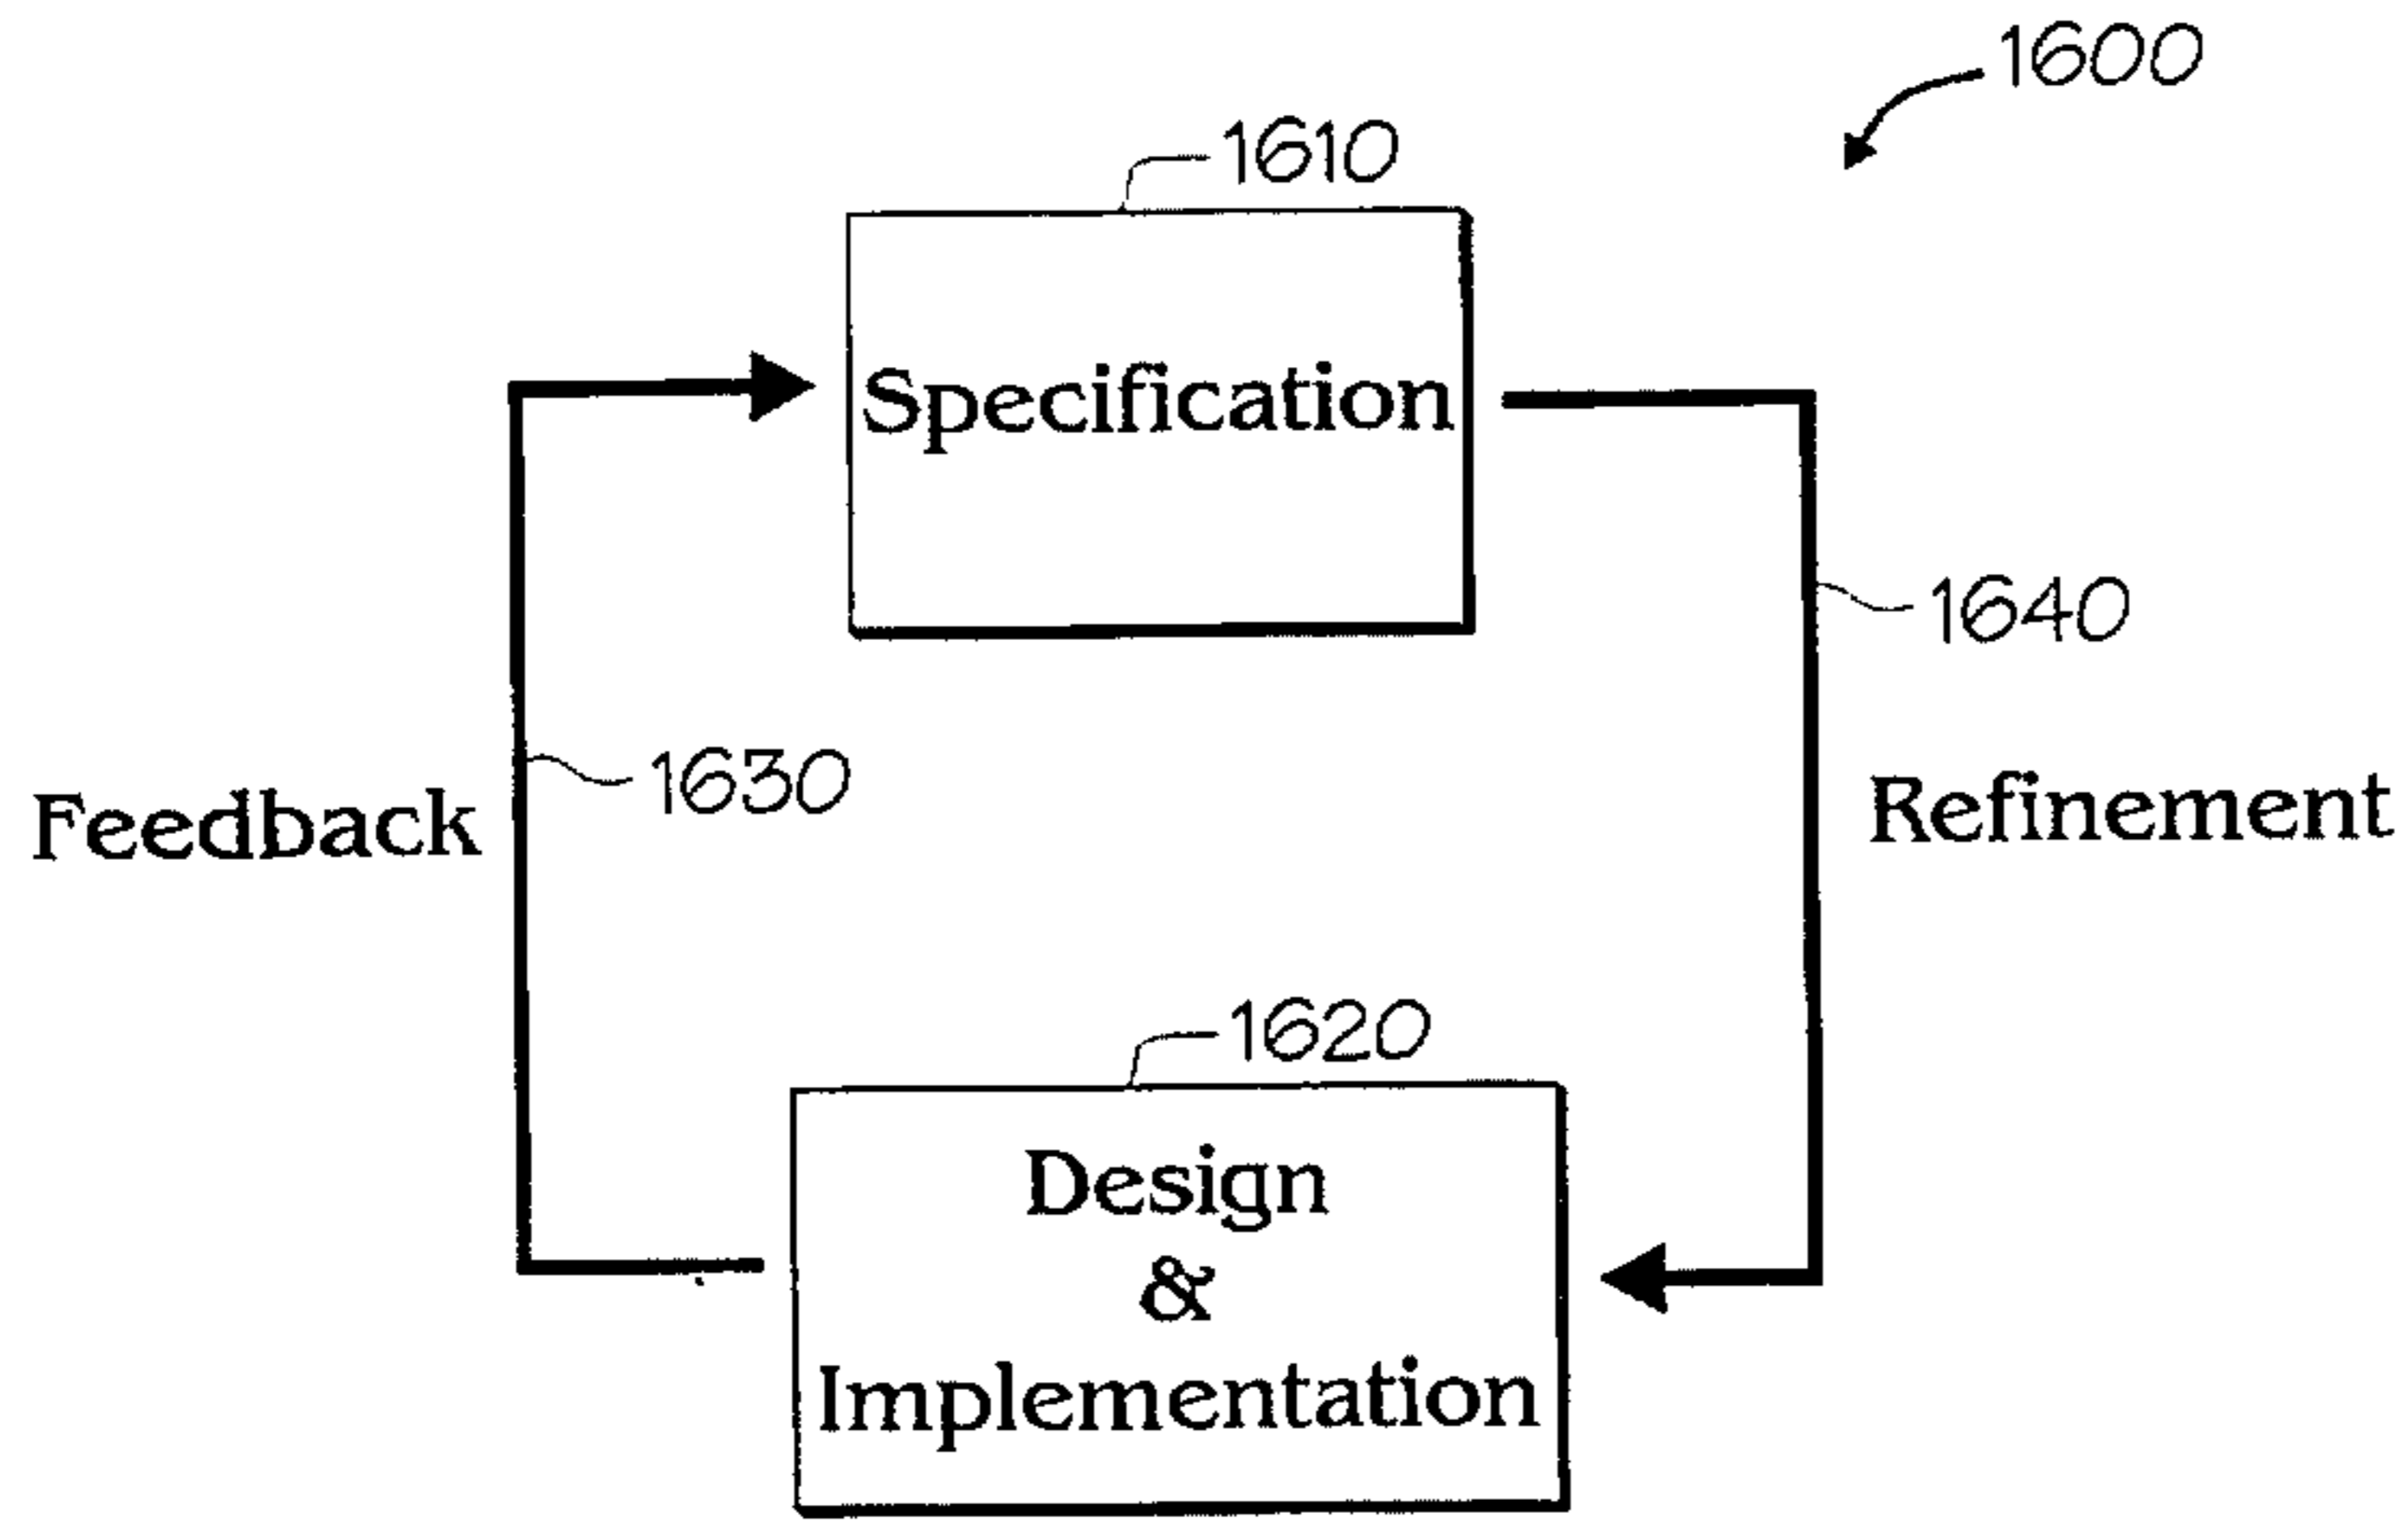 1600
1610
Specification
1640
1630
Feedback
Refinement
1620
Design
&
Implementation